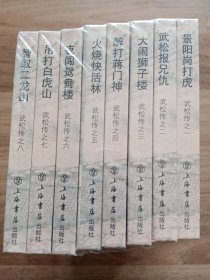 景阳岗打虎
武松传之一
上海书店出版社
武松报兄仇
武松传之二
上海书店出版社
大闹狮子楼
武松传之三
上海书店出版社
醉打蒋门神
武松传之四
上海书店出版社
火烧快活林
武松传之五
上海书店出版社
夜闯鸳鸯楼
武松传之六
上海书店出版社
吊打白虎山
武松传之七
上海书店出版社
智取二龙山
武松传之八
上海书店出版社